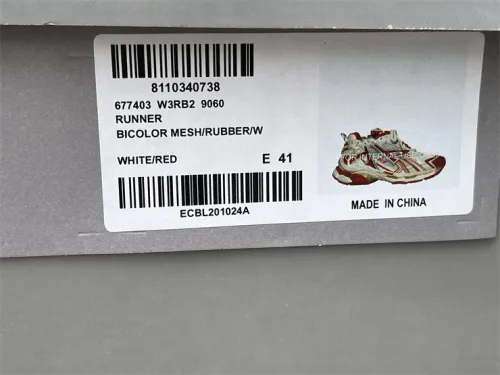 8110340738
677403 W3RB2 9060
RUNNER
BICOLOR MESH/RUBBER/W
WHITE/RED E 41
ECBL201024A
MADE IN CHINA